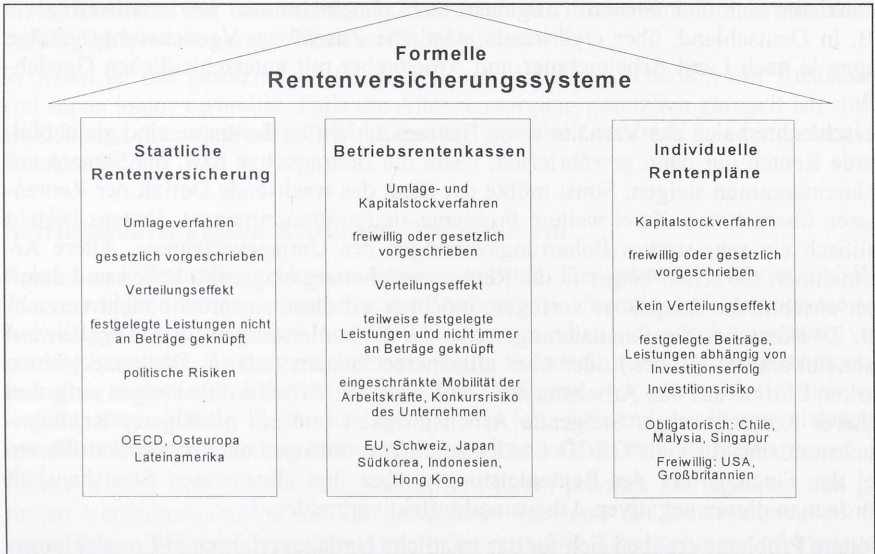 Formelle
Rentenversicherungssysteme
Staatliche
Rentenversicherung
Umlageverfahren
gesetzlich vorgeschrieben
Verteilungseffekt
festgelegte Leistungen nicht
an Beträge geknüpft
politische Risiken
OECD, Osteuropa
Lateinamerika
Betriebsrentenkassen
Umlage- und
Kapitalstockverfahren
freiwillig oder gesetzlich
vorgeschrieben
Verteilungseffekt
teilweise festgelegte
Leistungen und nicht immer
an Beträge geknüpft
eingeschränkte Mobilität der
Arbeitskräfte, Konkursrisiko
des Unternehmen
EU, Schweiz, Japan
Südkorea, Indonesien,
Hong Kong
Individuelle
Rentenpläne
Kapitalstockverfahren
freiwillig oder gesetzlich
vorgeschrieben
kein Verteilungseffekt
festgelegte Beiträge,
Leistungen abhängig von
Investitionserfolg
Investitionsrisiko
Obligatorisch: Chile,
Malysia, Singapur
Freiwillig: USA,
Großbritannien